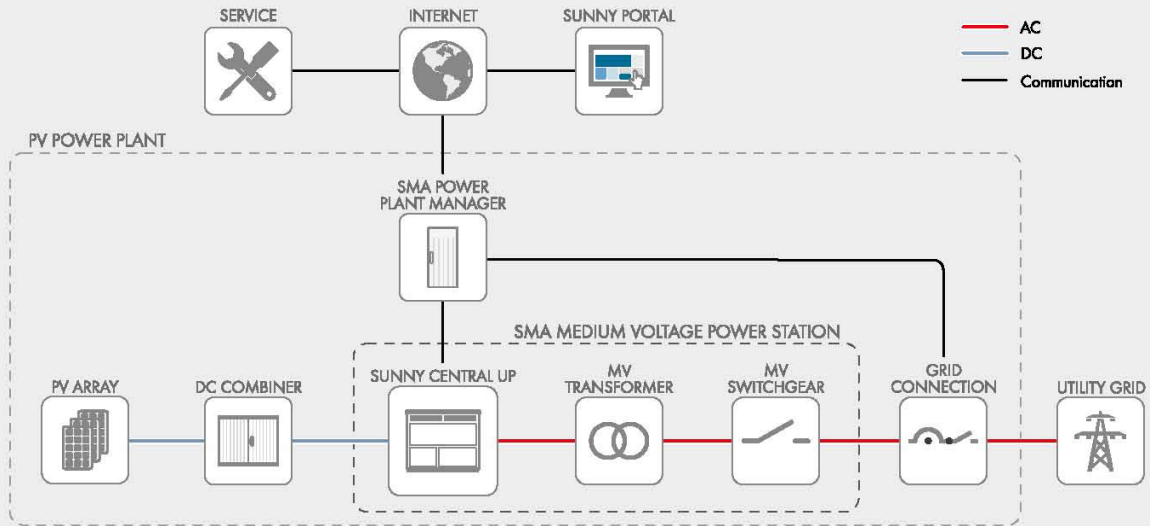 SERVICE
INTERNET
SUNNY PORTAL
AC
DC
Communication
PV POWER PLANT
SMA POWER
PLANT MANAGER
SMA MEDIUM VOLTAGE POWER STATION
PV ARRAY
DC COMBINER
SUNNY CENTRAL UP
MV
TRANSFORMER
MV
SWITCHGEAR
GRID
CONNECTION
UTILITY GRID